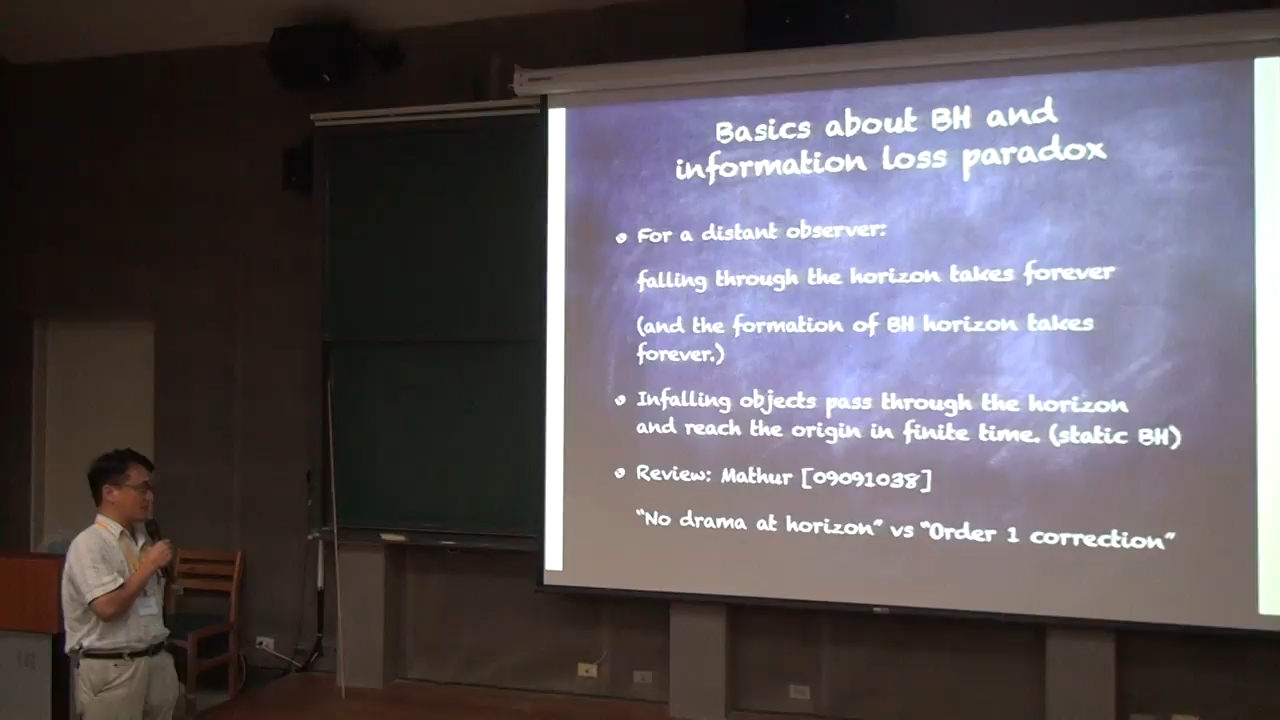 Basics about BH and
information loss paradox
For a distant observer:
falling through the horizon takes forever
(and the formation of BH horizon takes
forever.)
Infalling objects pass through the horizon
and reach the origin in finite time. (static BH)
Review: Mathur [09091038]
"No drama at horizon" vs "Order 1 correction"